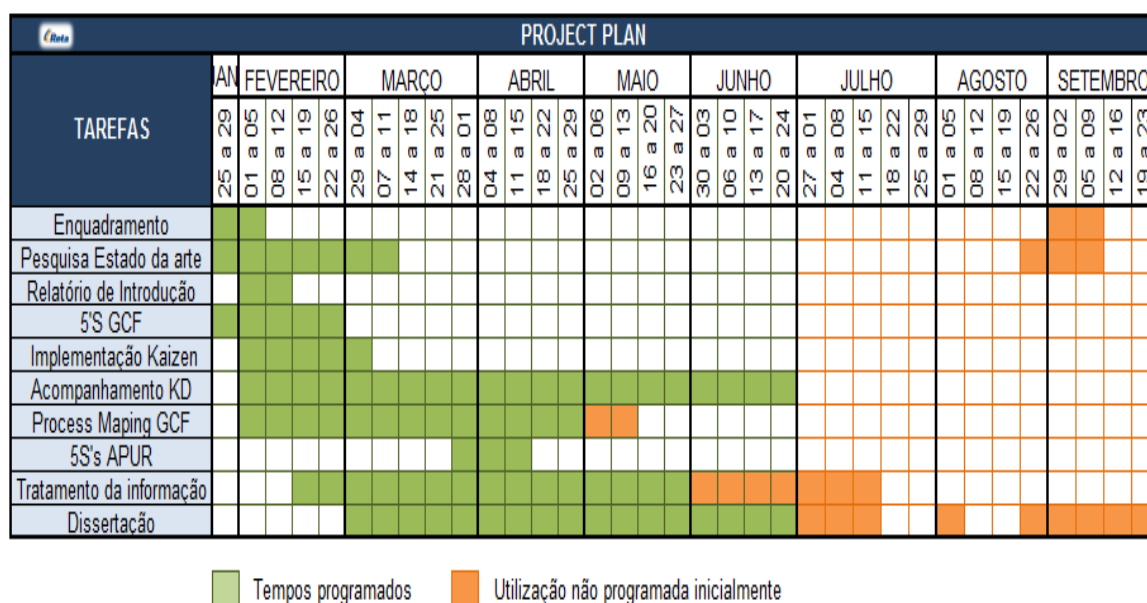 Rota
PROJECT PLAN
TAREFAS
JAN FEVEREIRO MARÇO ABRIL MAIO JUNHO JULHO AGOSTO SETEMBRO
25 a 29 01 a 05 08 a 12 15 a 19 22 a 26 29 a 04 07 a 11 14 a 18 21 a 25 28 a 01 04 a 08 11 a 15 18 a 22 25 a 29 02 a 06 09 a 13 16 a 20 23 a 27 30 a 03 06 a 10 13 a 17 20 a 24 27 a 01 04 a 08 11 a 15 18 a 22 25 a 29 01 a 05 08 a 12 15 a 19 22 a 26 29 a 02 05 a 09 12 a 16 19 a 23
Enquadramento
Pesquisa Estado da arte
Relatório de Introdução
5'S GCF
Implementação Kaizen
Acompanhamento KD
Process Maping GCF
5S's APUR
Tratamento da informação
Dissertação
Tempos programados Utilização não programada inicialmente